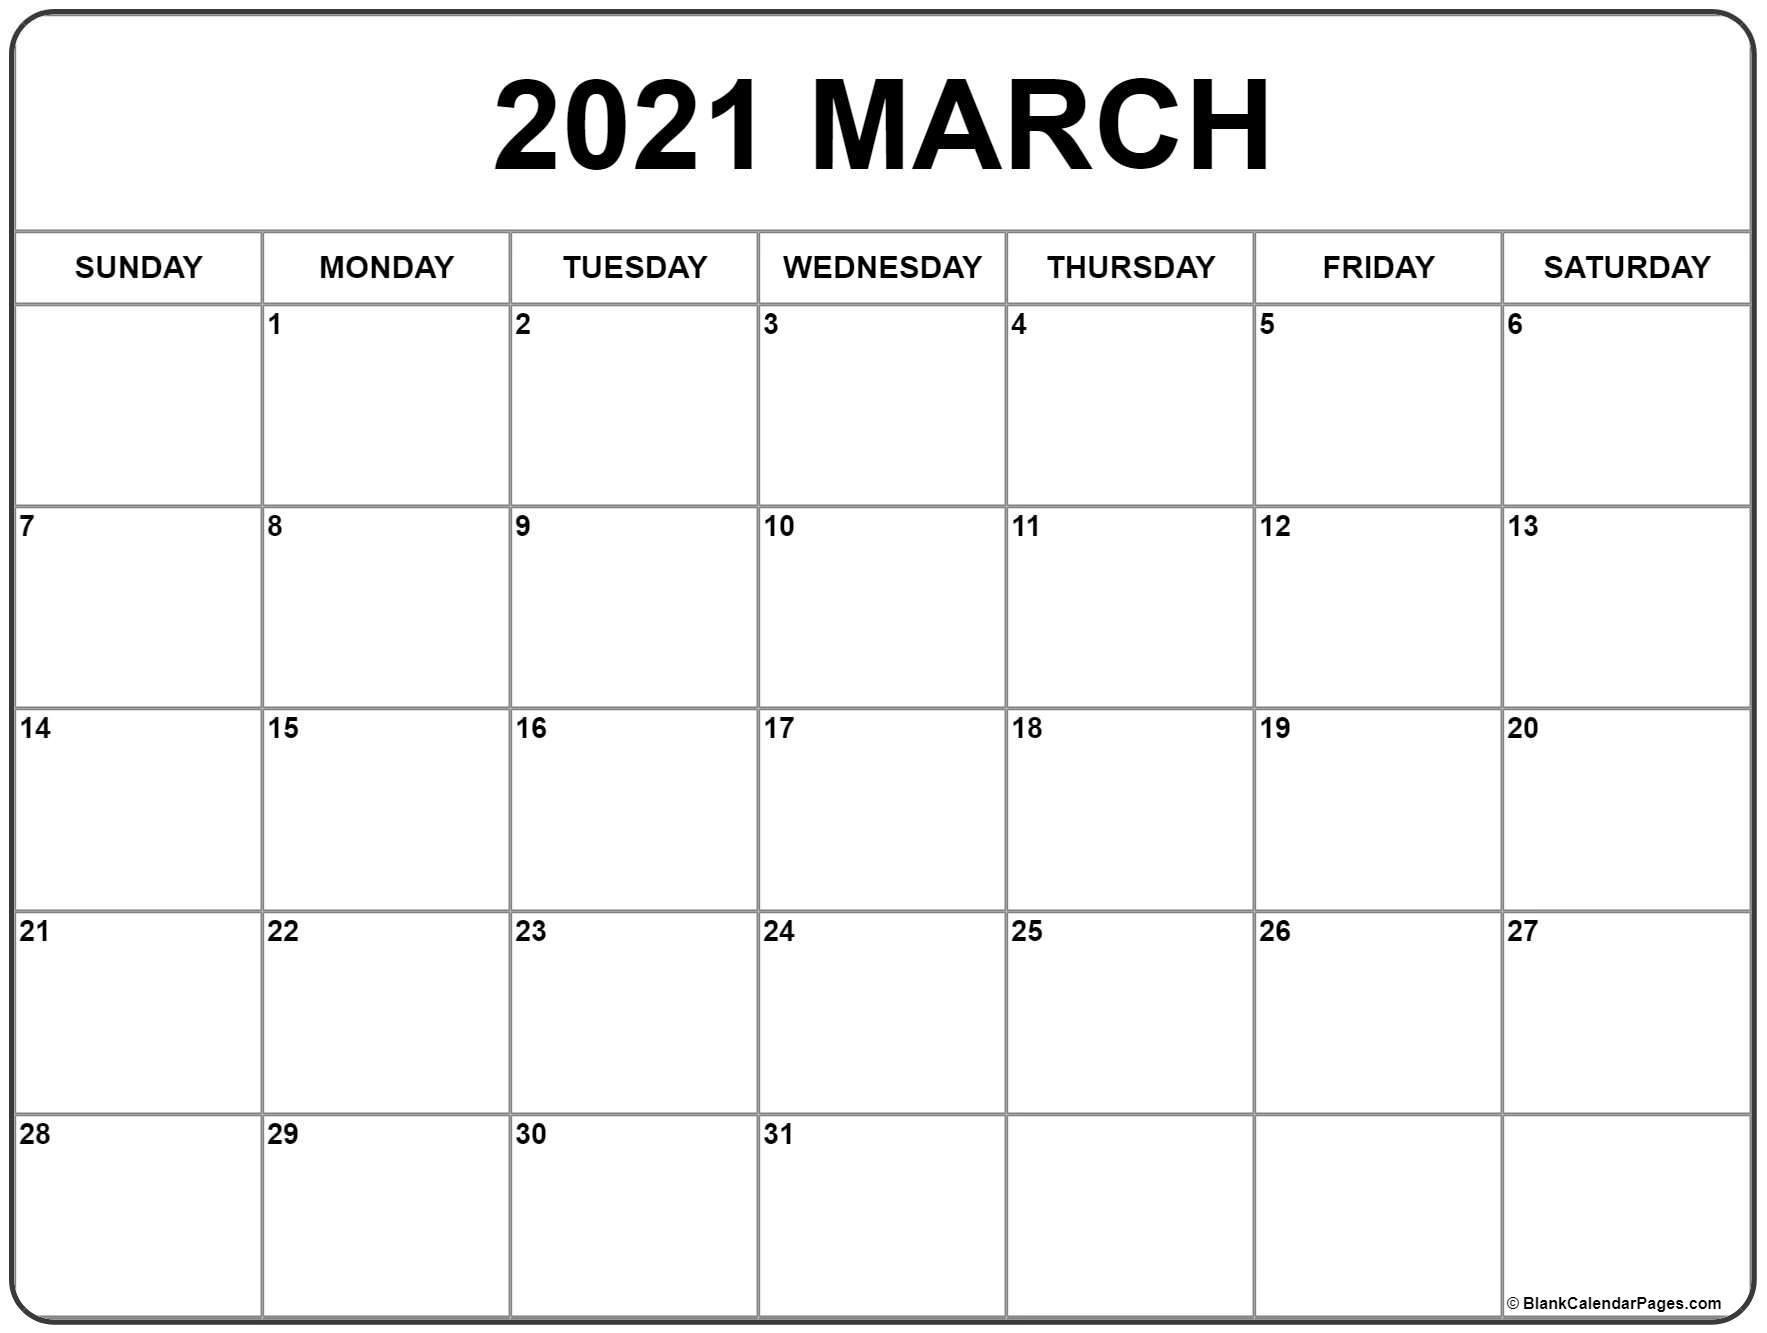 2021 MARCH
SUNDAY MONDAY TUESDAY WEDNESDAY THURSDAY FRIDAY SATURDAY
1 2 3 4 5 6
7 8 9 10 11 12 13
14 15 16 17 18 19 20
21 22 23 24 25 26 27
28 29 30 31
© BlankCalendarPages.com